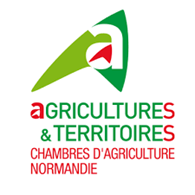 a
aGRICULTURES
& TERRITOIRES
CHAMBRES D'AGRICULTURE
NORMANDIE